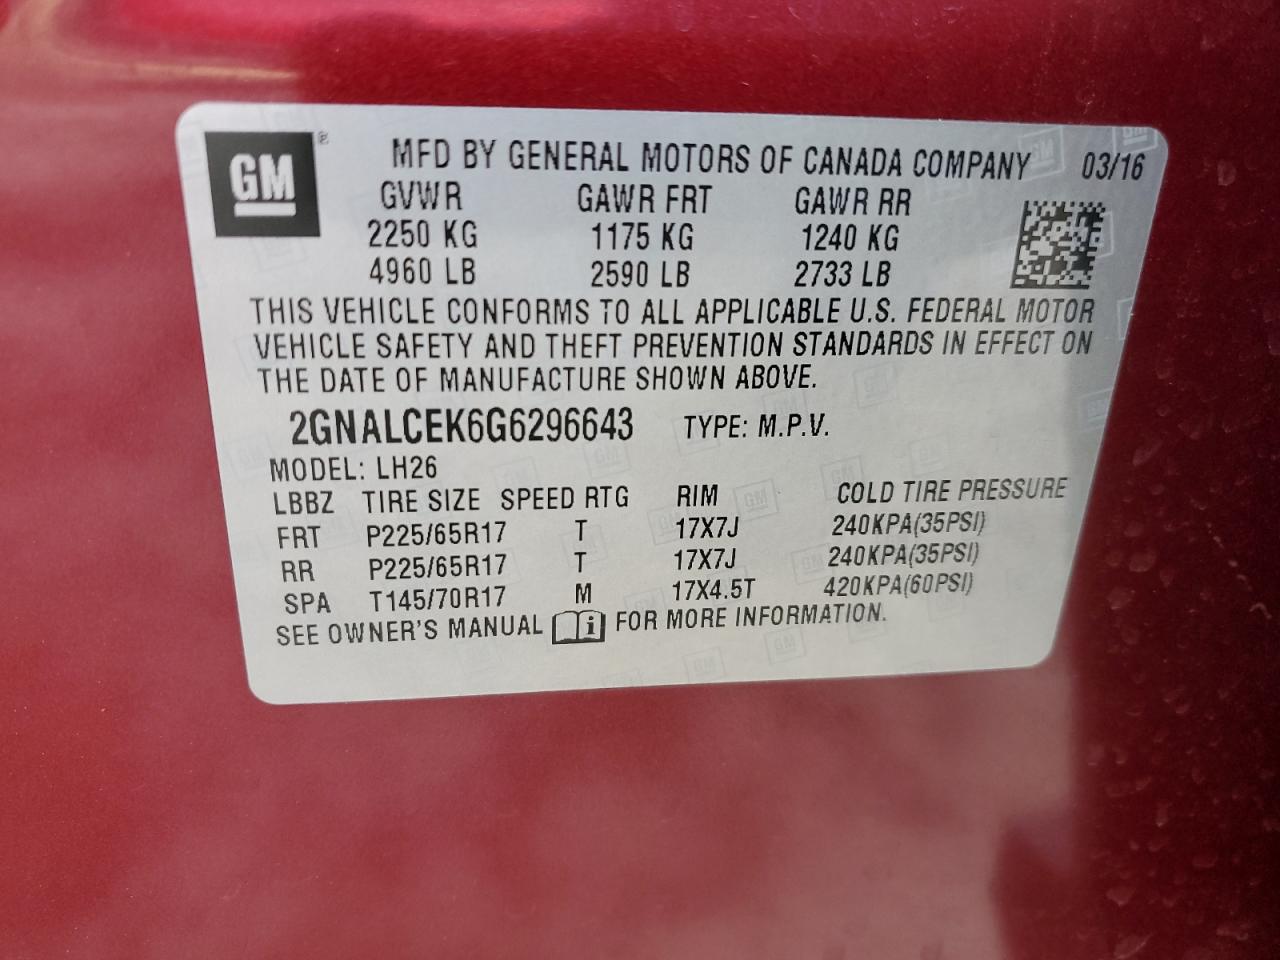 GM®
MFD BY GENERAL MOTORS OF CANADA COMPANY 03/16
GVWR GAWR FRT GAWR RR
2250 KG 1175 KG 1240 KG
4960 LB 2590 LB 2733 LB
THIS VEHICLE CONFORMS TO ALL APPLICABLE U.S. FEDERAL MOTOR
VEHICLE SAFETY AND THEFT PREVENTION STANDARDS IN EFFECT ON
THE DATE OF MANUFACTURE SHOWN ABOVE.
2GNALCEK6G6296643 TYPE: M.P.V.
MODEL: LH26
LBBZ TIRE SIZE SPEED RTG RIM COLD TIRE PRESSURE
FRT P225/65R17 T 17X7J 240KPA(35PSI)
RR P225/65R17 T 17X7J 240KPA(35PSI)
SPA T145/70R17 M 17X4.5T 420KPA(60PSI)
SEE OWNER'S MANUAL i FOR MORE INFORMATION.